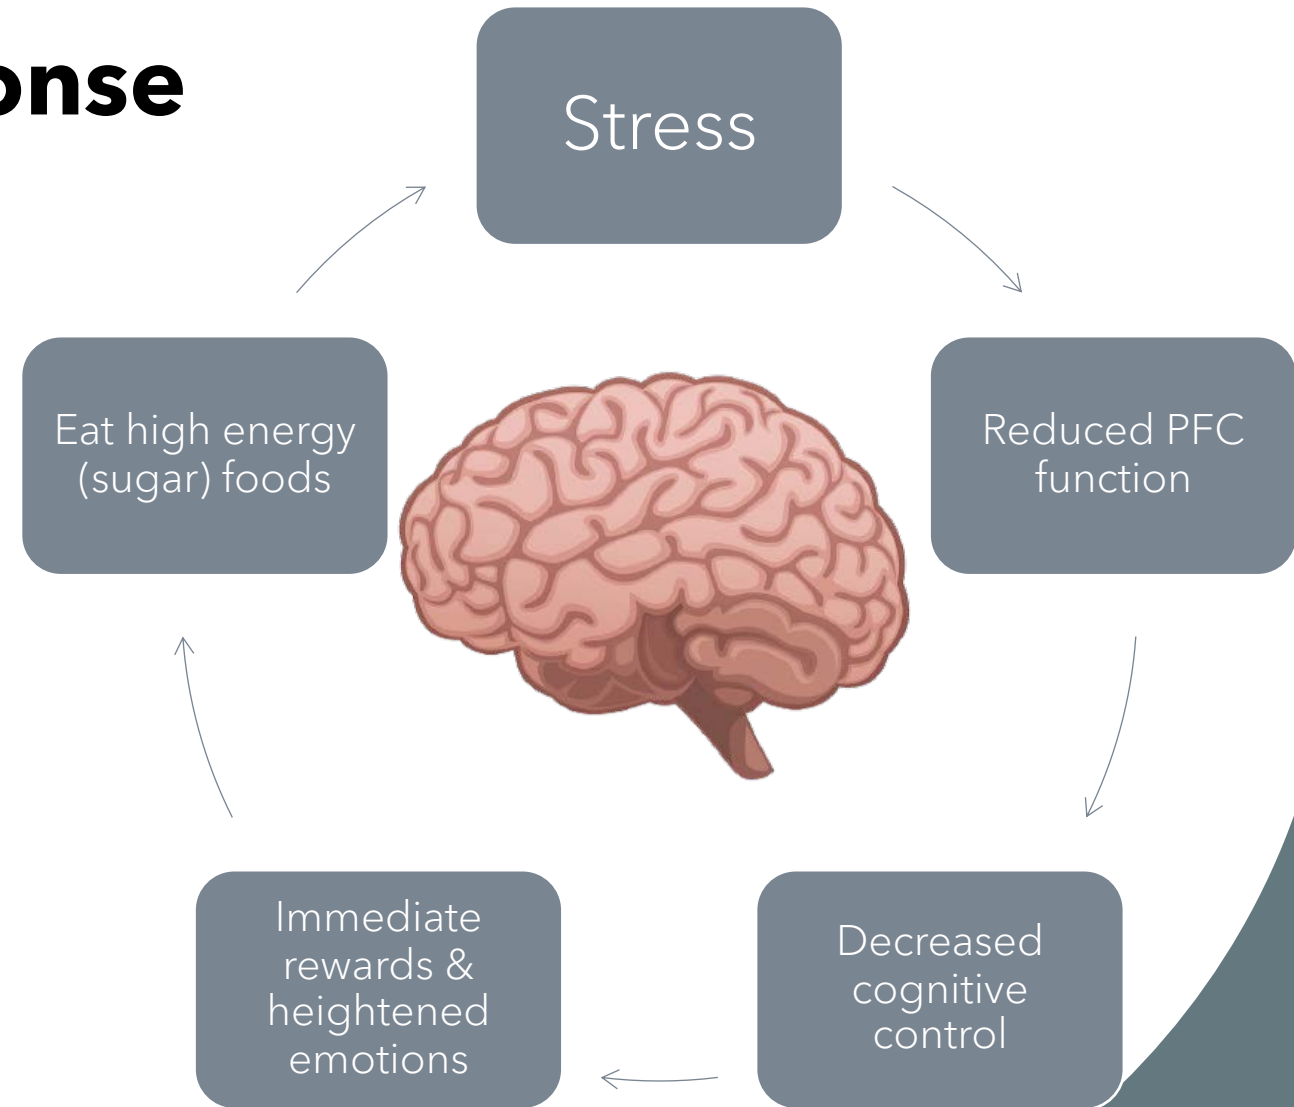 onse
Stress
Reduced PFC
function
Decreased
cognitive
control
Immediate
rewards &
heightened
emotions
Eat high energy
(sugar) foods